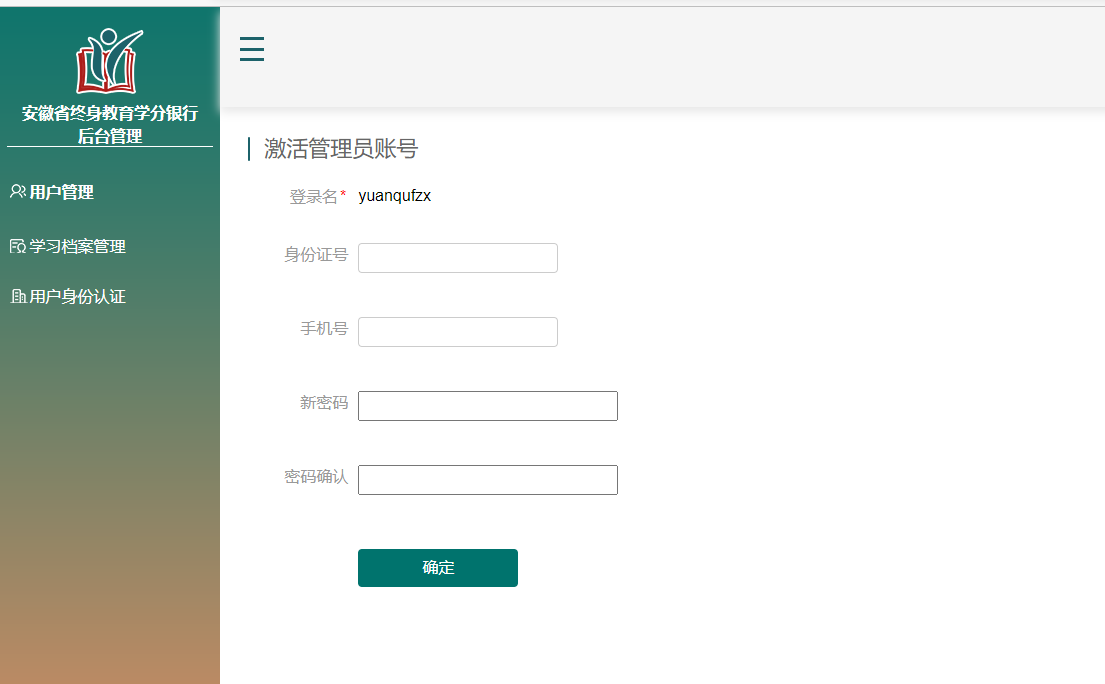 安徽省终身教育学分银行
后台管理
用户管理
学习档案管理
用户身份认证
激活管理员账号
登录名* yuanqufzx
身份证号
手机号
新密码
密码确认
确定